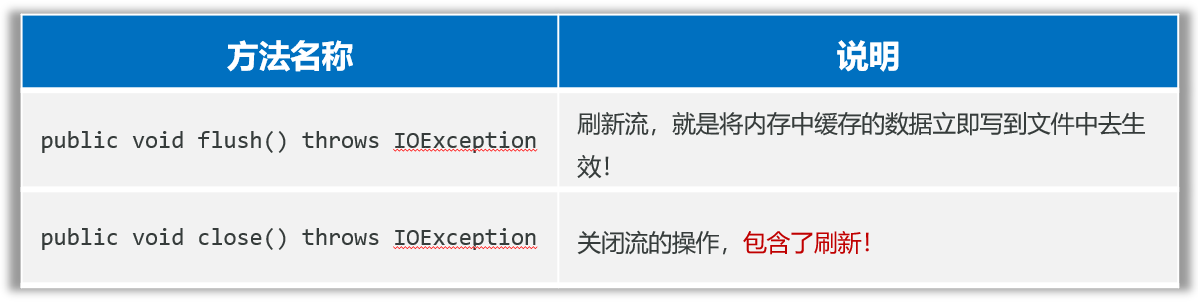 方法名称 说明
public void flush() throws IOException 刷新流，就是将内存中缓存的数据立即写到文件中去生
效！
public void close() throws IOException 关闭流的操作，包含了刷新！